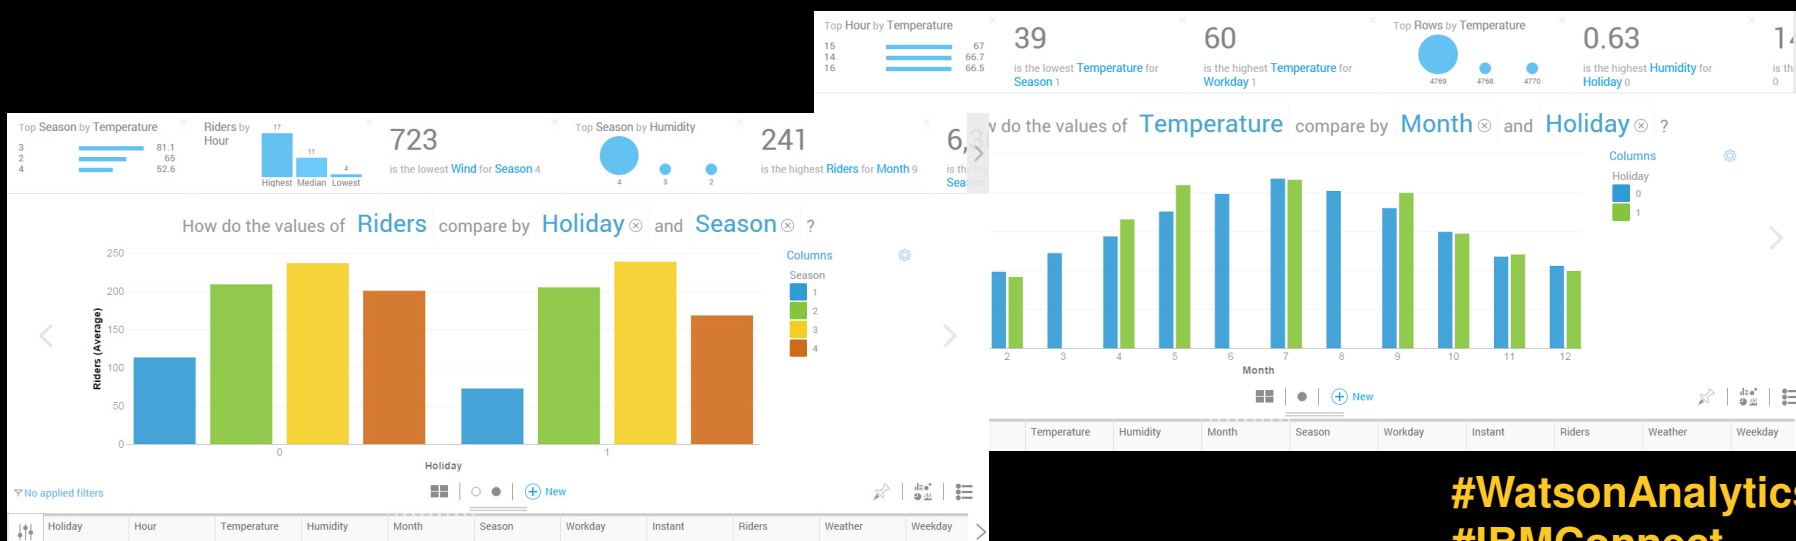 Top Hour by Temperature
15 67
14 66.7
16 66.5
39
is the lowest Temperature for
Season 1
60
is the highest Temperature for
Workday 1
Top Rows by Temperature
4769 4768 4770
0.63
is the highest Humidity for
Holiday 0
is th
0
do the values of Temperature compare by Month and Holiday ?
Columns
Holiday
0
1
2 3 4 5 6 7 8 9 10 11 12
Month
New
Temperature Humidity Month Season Workday Instant Riders Weather Weekday
Top Season by Temperature
3 81.1
2 65
4 52.6
Riders by
Hour
17
11
4
Highest Median Lowest
723
is the lowest Wind for Season 4
Top Season by Humidity
4 3 2
241
is the highest Riders for Month 9
6,
is th
Season
How do the values of Riders compare by Holiday and Season ?
Columns
Season
1
2
3
4
250
200
150
100
50
0
Riders (Average)
0 1
Holiday
No applied filters
New
Holiday Hour Temperature Humidity Month Season Workday Instant Riders Weather Weekday
#WatsonAnalytics
#IBMConnect